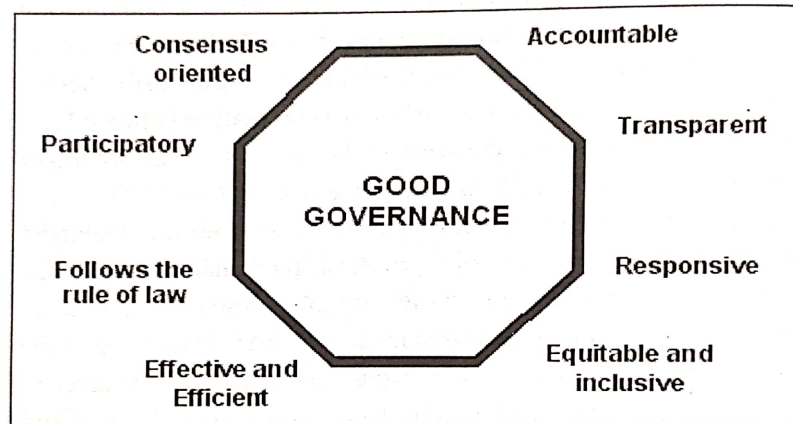 Consensus
oriented
Accountable
Participatory
Transparent
GOOD
GOVERNANCE
Follows the
rule of law
Responsive
Effective and
Efficient
Equitable and
inclusive